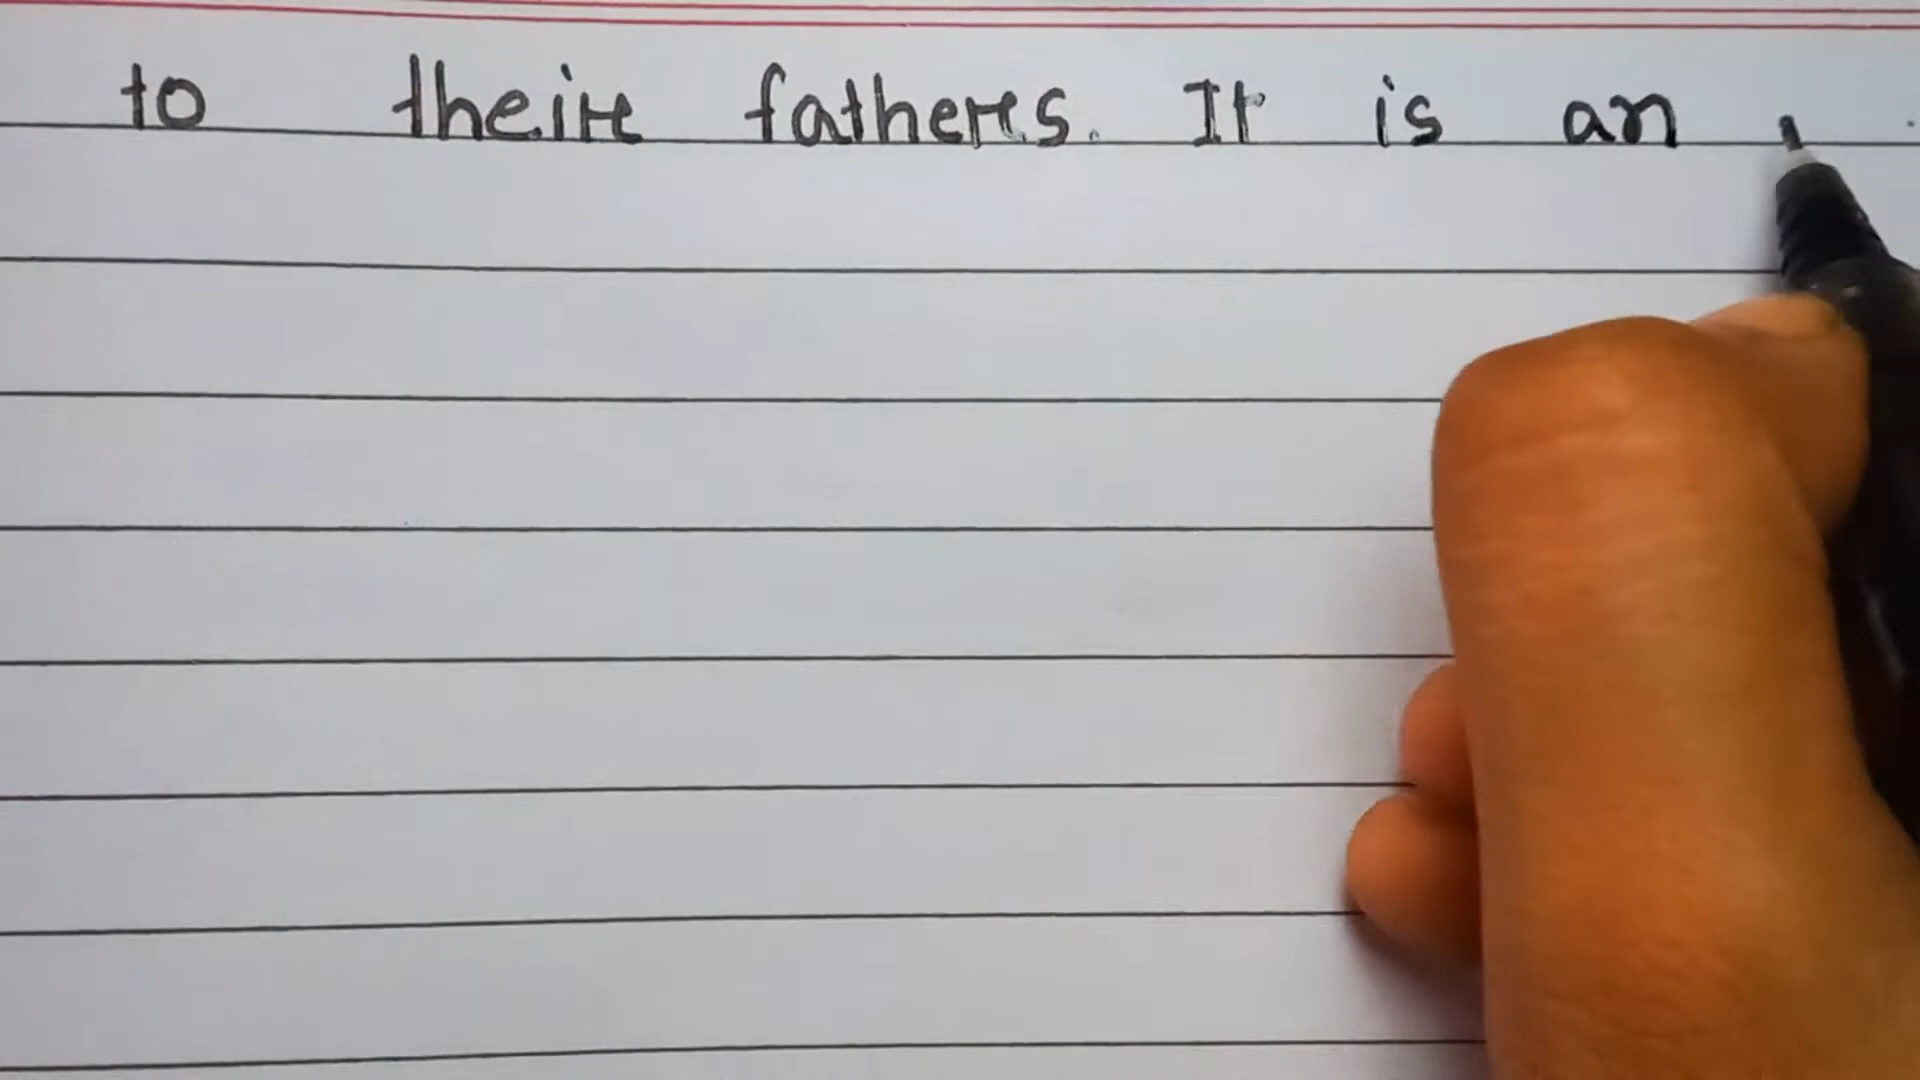 to their fathers. It is an